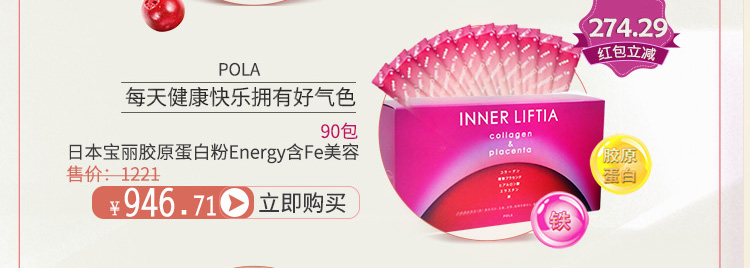 POLA
每天健康快乐拥有好气色
90包
日本宝丽胶原蛋白粉Energy含Fe美容
售价：1221
¥946.71
立即购买
274.29
红包立减
INNER LIFTIA
collagen
&
placenta
POLA
胶原
蛋白
铁